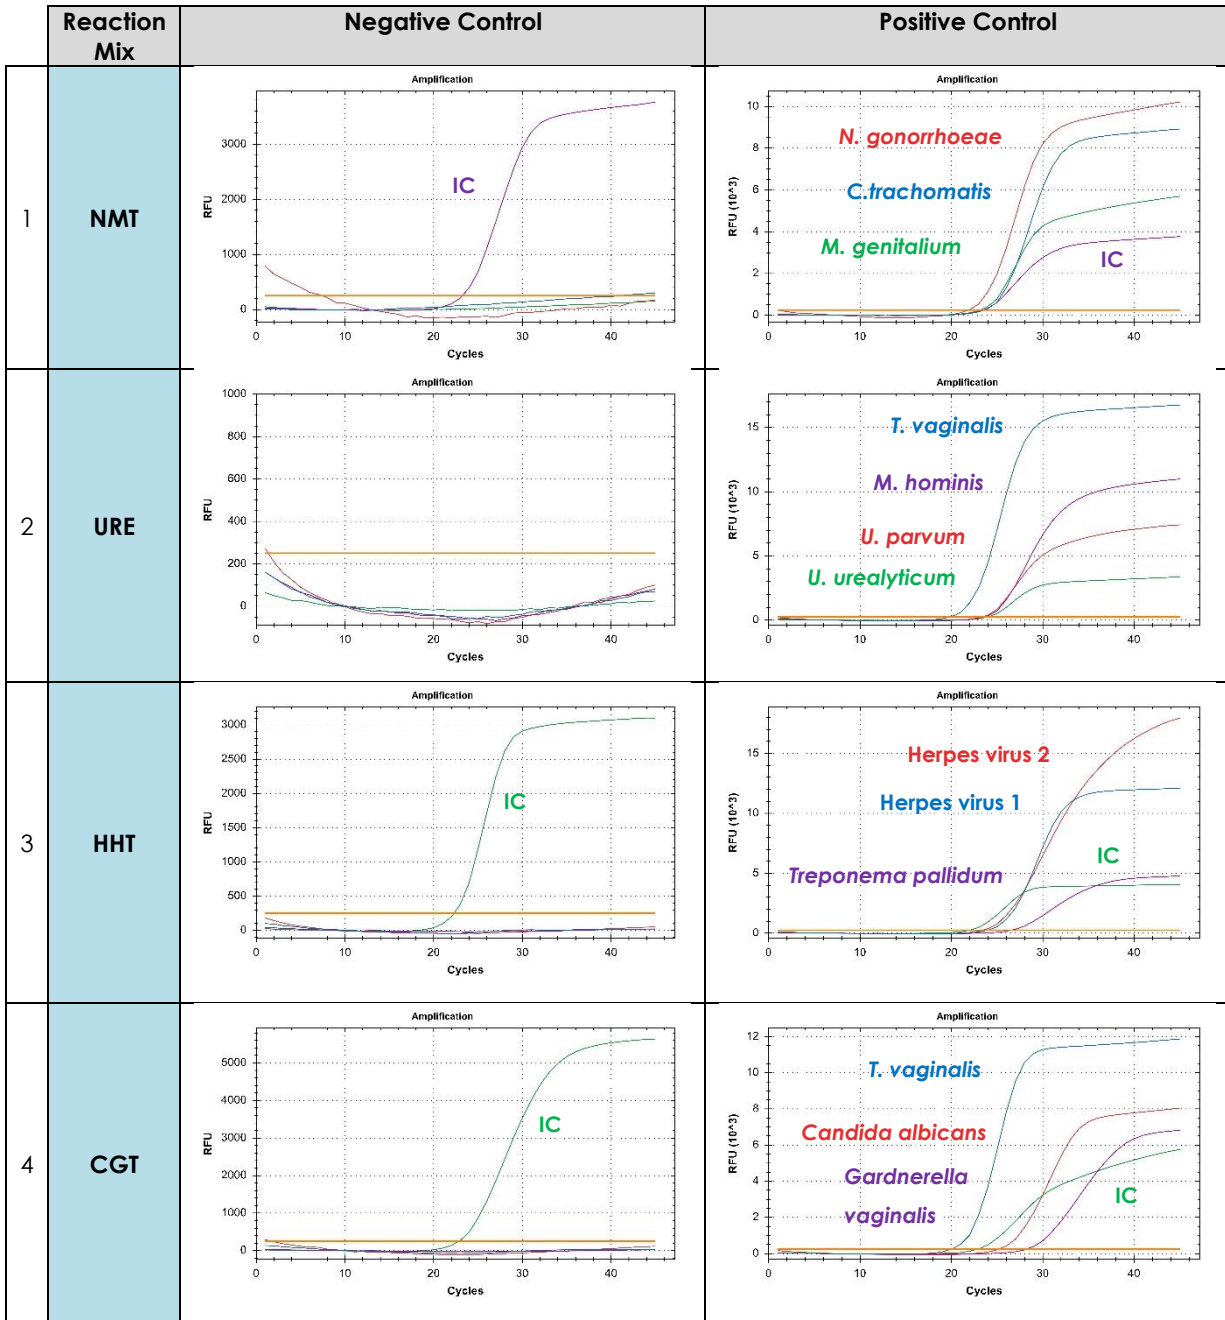 Reaction Mix
Negative Control
Positive Control
1
NMT
Amplification
RFU
3000
2000
1000
0
IC
0
10
20
30
40
Cycles
Amplification
RFU (10^3)
10
8
6
4
2
0
N. gonorrhoeae
C.trachomatis
M. genitalium
IC
0
10
20
30
40
Cycles
2
URE
Amplification
RFU
1000
800
600
400
200
0
0
10
20
30
40
Cycles
Amplification
RFU (10^3)
15
10
5
0
T. vaginalis
M. hominis
U. parvum
U. urealyticum
0
10
20
30
40
Cycles
3
HHT
Amplification
RFU
3000
2500
2000
1500
1000
500
0
IC
0
10
20
30
40
Cycles
Amplification
RFU (10^3)
15
10
5
0
Herpes virus 2
Herpes virus 1
IC
Treponema pallidum
0
10
20
30
40
Cycles
4
CGT
Amplification
RFU
5000
4000
3000
2000
1000
0
IC
0
10
20
30
40
Cycles
Amplification
RFU (10^3)
12
10
8
6
4
2
0
T. vaginalis
Candida albicans
Gardnerella
vaginalis
IC
0
10
20
30
40
Cycles